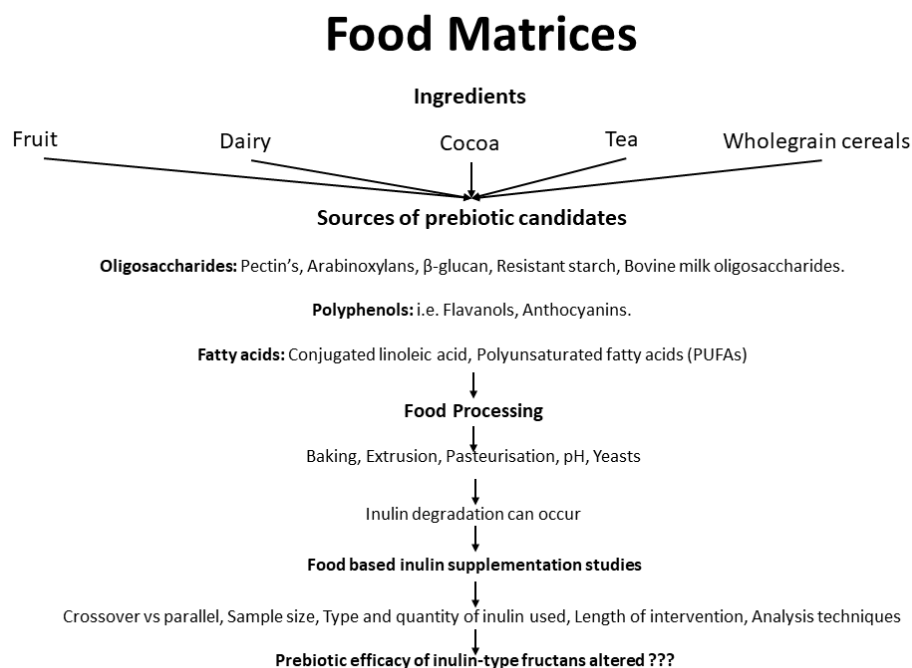 Food Matrices
Ingredients
Fruit Dairy Cocoa Tea Wholegrain cereals
Sources of prebiotic candidates
Oligosaccharides: Pectin’s, Arabinoxylans, β-glucan, Resistant starch, Bovine milk oligosaccharides.
Polyphenols: i.e. Flavanols, Anthocyanins.
Fatty acids: Conjugated linoleic acid, Polyunsaturated fatty acids (PUFAs)
Food Processing
Baking, Extrusion, Pasteurisation, pH, Yeasts
Inulin degradation can occur
Food based inulin supplementation studies
Crossover vs parallel, Sample size, Type and quantity of inulin used, Length of intervention, Analysis techniques
Prebiotic efficacy of inulin-type fructans altered ???